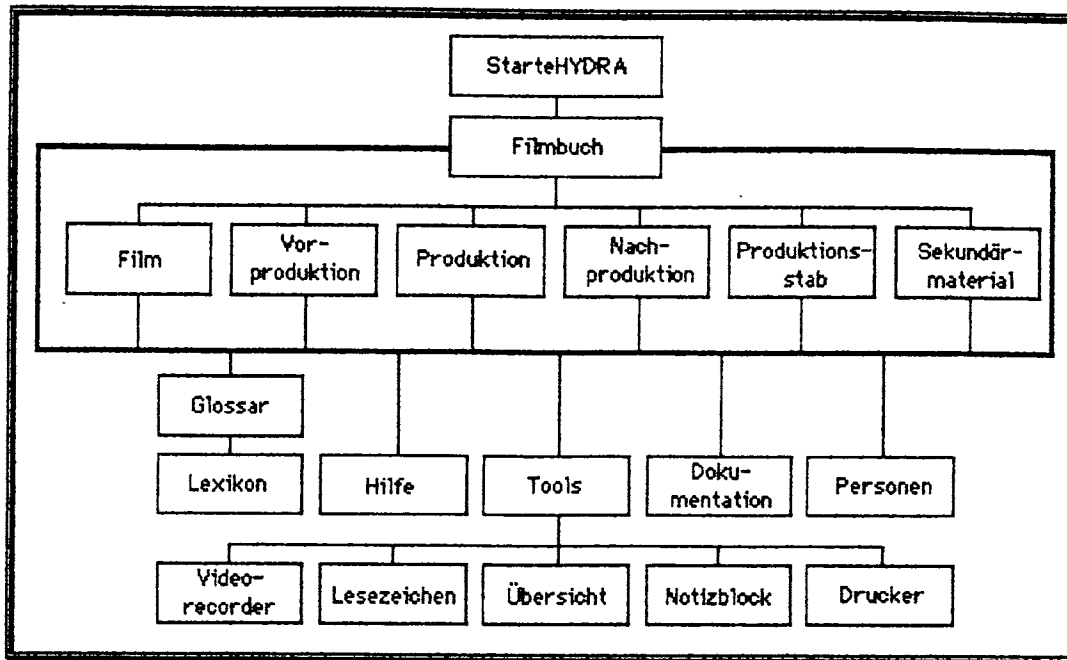 StarteHYDRA
Filmbuch
Film
Vor-
produktion
Produktion
Nach-
produktion
Produktions-
stab
Sekundär-
material
Glossar
Lexikon
Hilfe
Tools
Doku-
mentation
Personen
Video-
recorder
Lesezeichen
Übersicht
Notizblock
Drucker